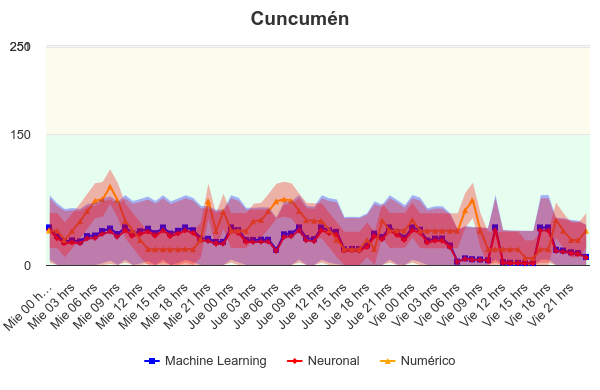 Cuncumén
250
150
0
Mie 00 h...
Mie 03 hrs
Mie 06 hrs
Mie 09 hrs
Mie 12 hrs
Mie 15 hrs
Mie 18 hrs
Mie 21 hrs
Jue 00 hrs
Jue 03 hrs
Jue 06 hrs
Jue 09 hrs
Jue 12 hrs
Jue 15 hrs
Jue 18 hrs
Jue 21 hrs
Vie 00 hrs
Vie 03 hrs
Vie 06 hrs
Vie 09 hrs
Vie 12 hrs
Vie 15 hrs
Vie 18 hrs
Vie 21 hrs
Machine Learning Neuronal Numérico